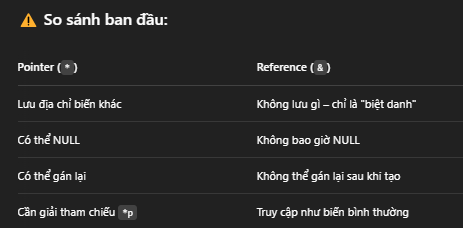 ⚠️ So sánh ban đầu:
Pointer (*) Reference (&)
Lưu địa chỉ biến khác Không lưu gì – chỉ là "biệt danh"
Có thể NULL Không bao giờ NULL
Có thể gán lại Không thể gán lại sau khi tạo
Cần giải tham chiếu *p Truy cập như biến bình thường